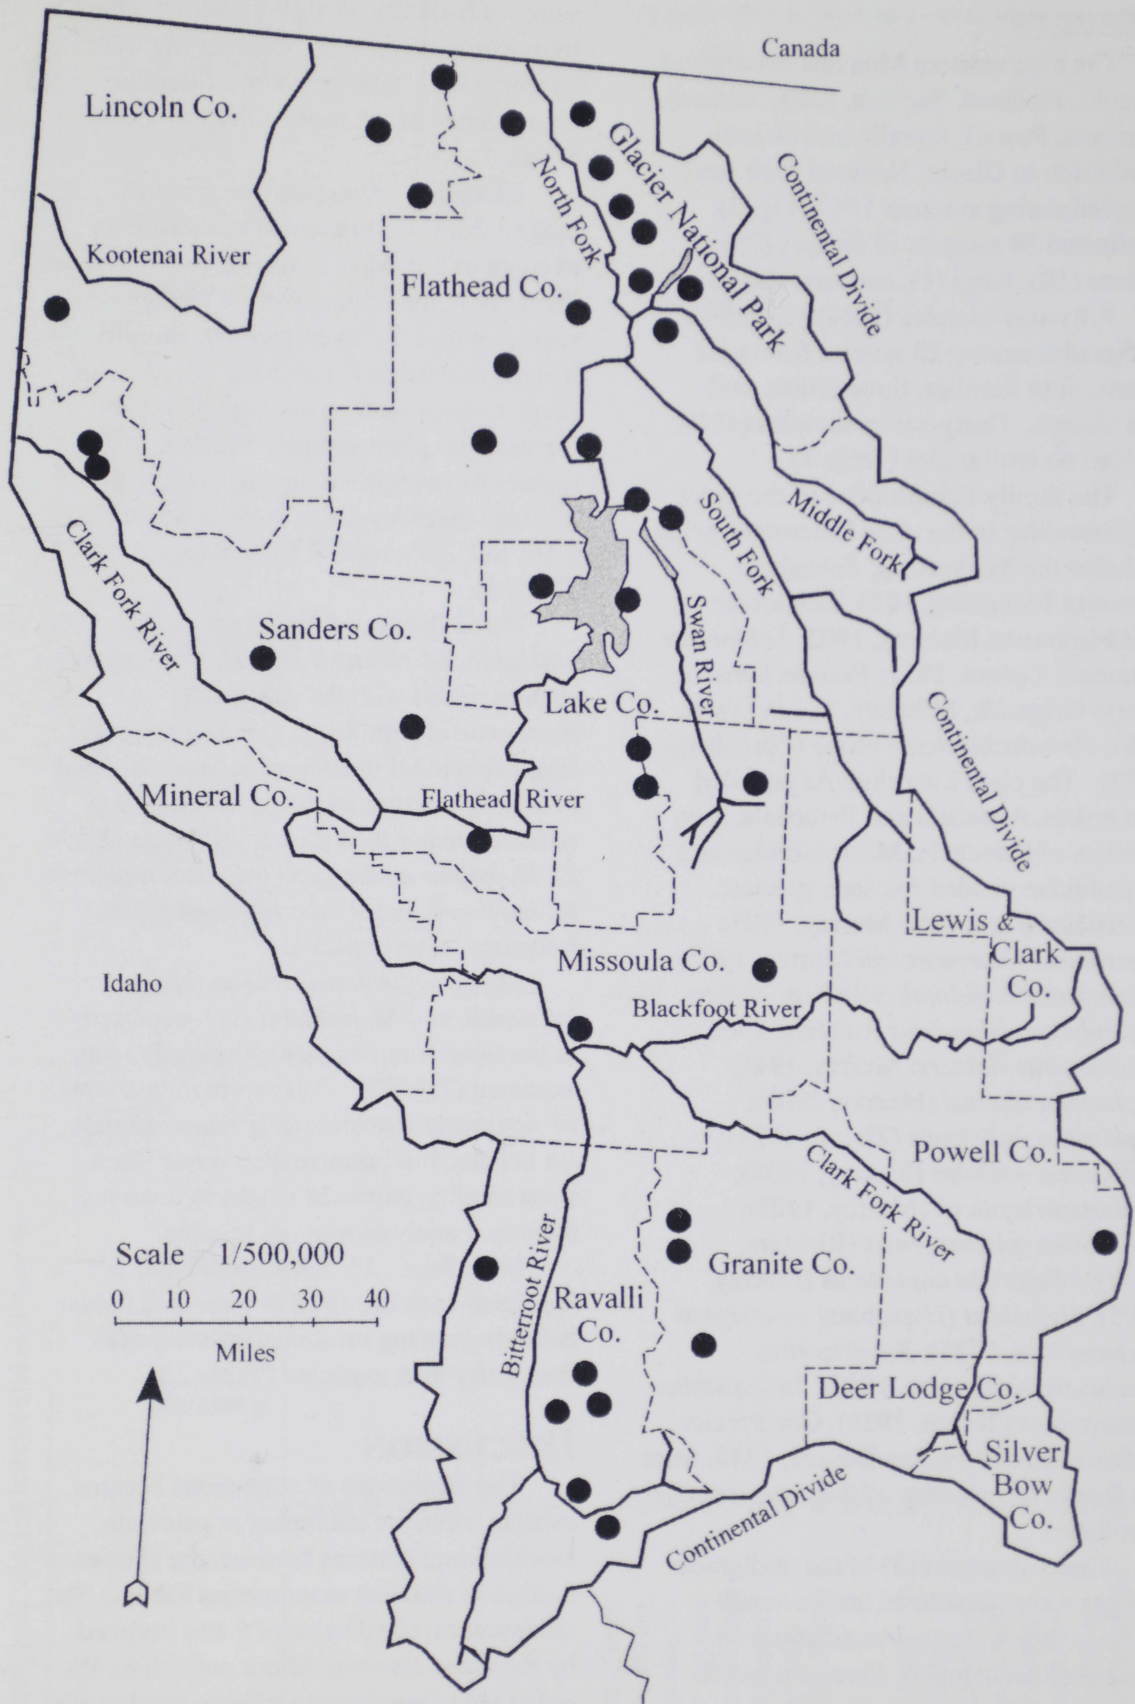 Canada
Lincoln Co.
Glacier National Park
Continental Divide
North Fork
Kootenai River
Flathead Co.
Middle Fork
South Fork
Clark Fork River
Sanders Co.
Swan River
Lake Co.
Continental Divide
Mineral Co.
Flathead River
Lewis &
Clark
Co.
Missoula Co.
Idaho
Blackfoot River
Powell Co.
Clark Fork River
Scale 1/500,000
0 10 20 30 40
Miles
Bitterroot River
Ravalli
Co.
Granite Co.
Deer Lodge Co.
Silver
Bow
Co.
Continental Divide